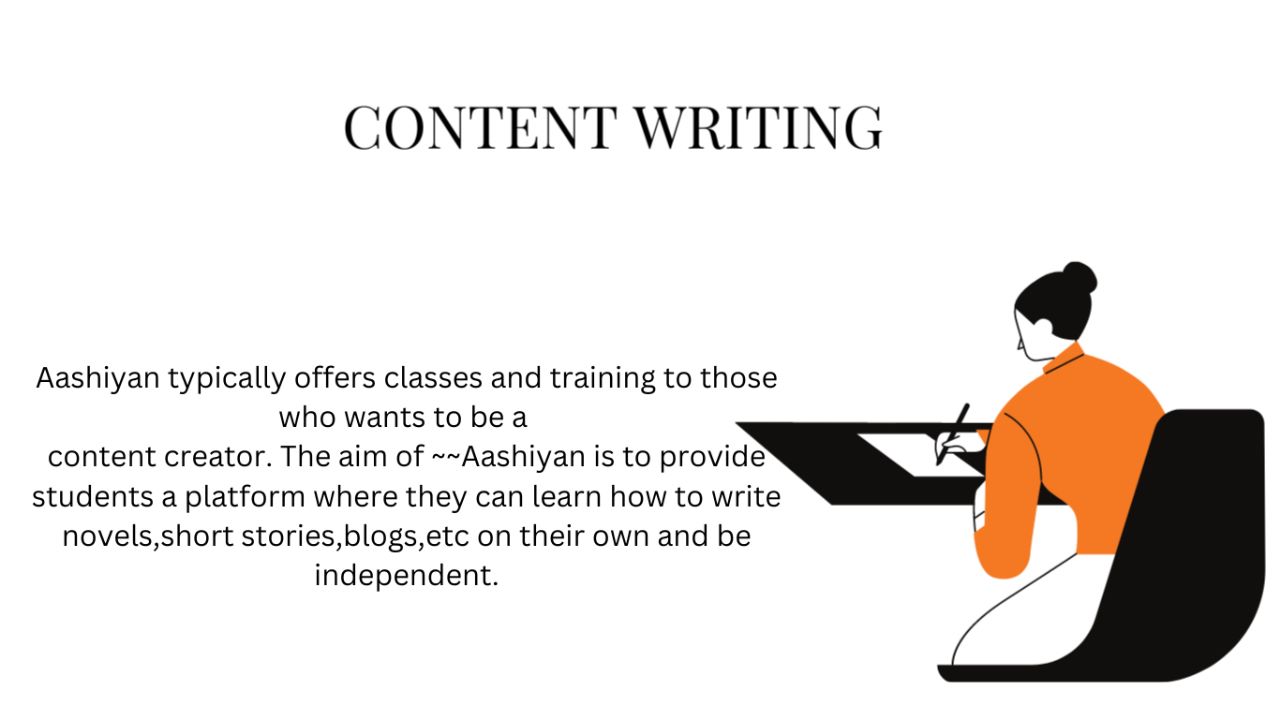 CONTENT WRITING
Aashiyan typically offers classes and training to those
who wants to be a
content creator. The aim of ~~Aashiyan is to provide
students a platform where they can learn how to write
novels,short stories,blogs,etc on their own and be
independent.